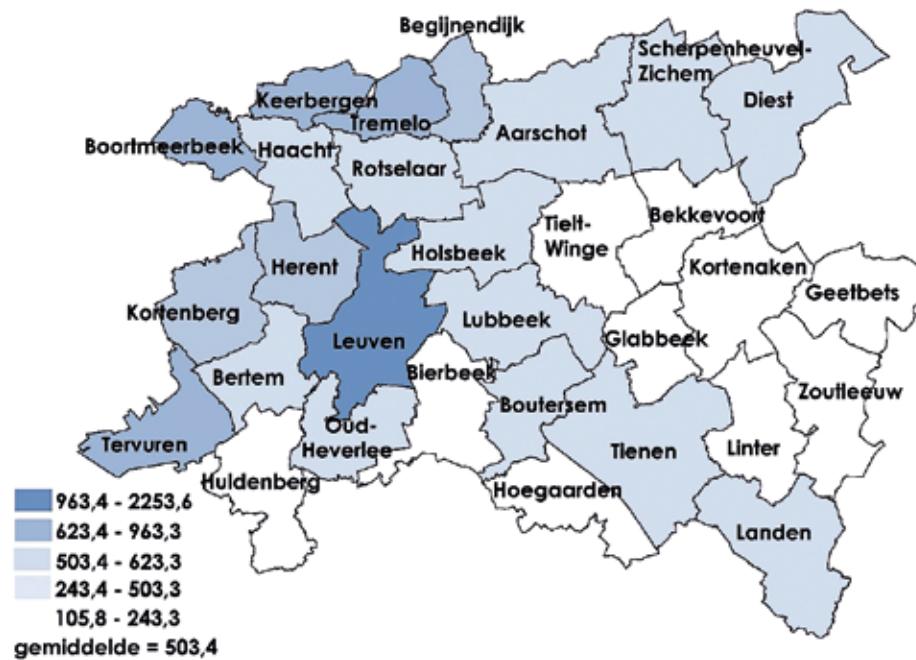 Begijnendijk
Scherpenheuvel-
Zichem
Keerbergen
Diest
Tremelo
Aarschot
Boortmeerbeek
Haacht
Rotselaar
Tielt-
Winge
Bekkevoort
Holsbeek
Herent
Kortenaken
Geetbets
Kortenberg
Lubbeek
Leuven
Glabbeek
Bierbeek
Bertem
Zoutleeuw
Boutersem
Oud-
Heverlee
Tervuren
Tienen
Linter
Huldenberg
Hoegaarden
Landen
963,4 - 2253,6
623,4 - 963,3
503,4 - 623,3
243,4 - 503,3
105,8 - 243,3
gemiddelde = 503,4